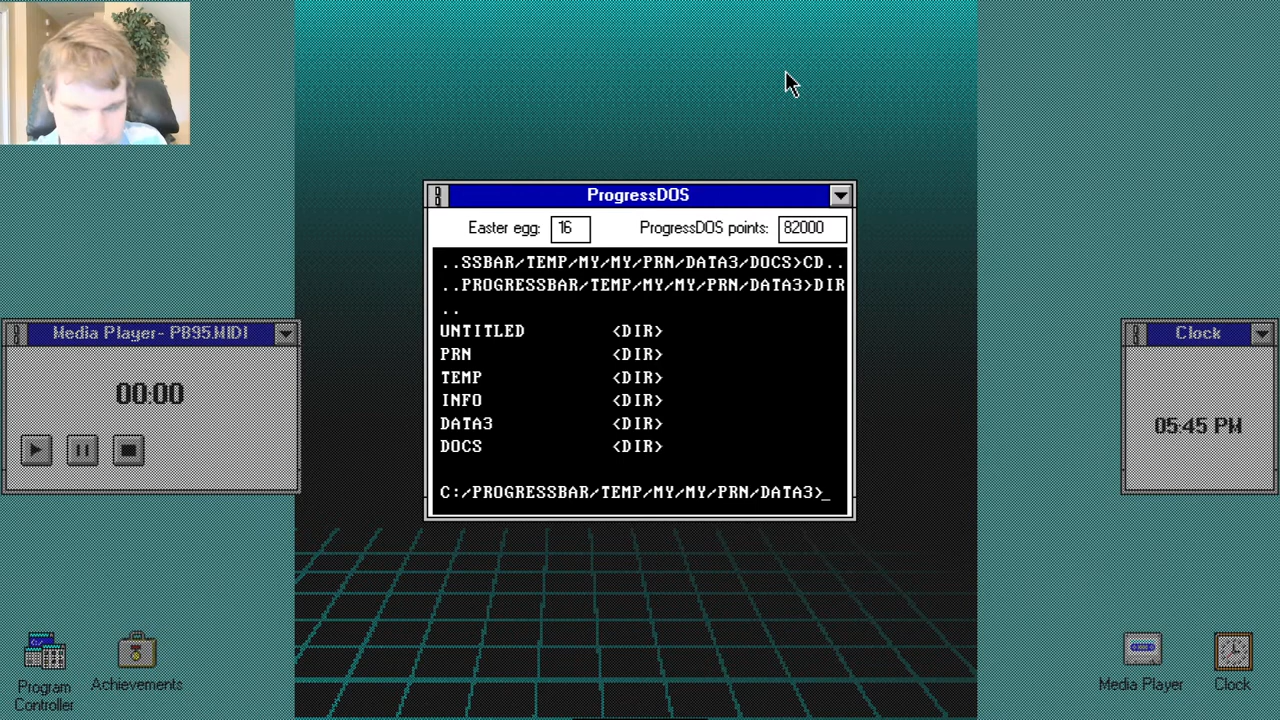 ProgressDOS
Easter egg: 16 ProgressDOS points: 82000
..SSBAR/TEMP/MY/MY/PRN/DATA3/DOCS>CD..
..PROGRESSBAR/TEMP/MY/MY/PRN/DATA3>DIR
..
UNTITLED <DIR>
PRN <DIR>
TEMP <DIR>
INFO <DIR>
DATA3 <DIR>
DOCS <DIR>
C:/PROGRESSBAR/TEMP/MY/MY/PRN/DATA3>_
Media Player- PB95.MIDI
00:00
Clock
05:45 PM
Program
Controller
Achievements
Media Player
Clock